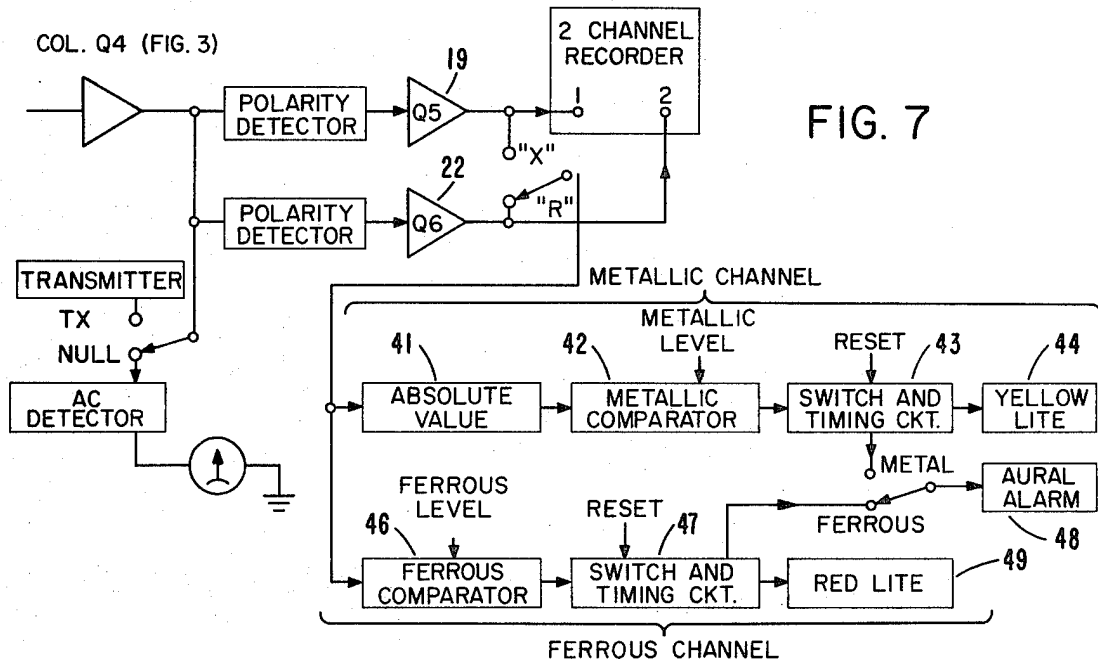 COL. Q4 (FIG. 3)
2 CHANNEL
RECORDER
FIG. 7
POLARITY
DETECTOR
Q5
19
1
2
"X"
POLARITY
DETECTOR
Q6
22
"R"
TRANSMITTER
TX
NULL
AC
DETECTOR
METALLIC CHANNEL
METALLIC
LEVEL
RESET
41
42
43
44
ABSOLUTE
VALUE
METALLIC
COMPARATOR
SWITCH AND
TIMING CKT.
YELLOW
LITE
METAL
FERROUS
AURAL
ALARM
48
FERROUS
LEVEL
RESET
46
47
49
FERROUS
COMPARATOR
SWITCH AND
TIMING CKT.
RED LITE
FERROUS CHANNEL